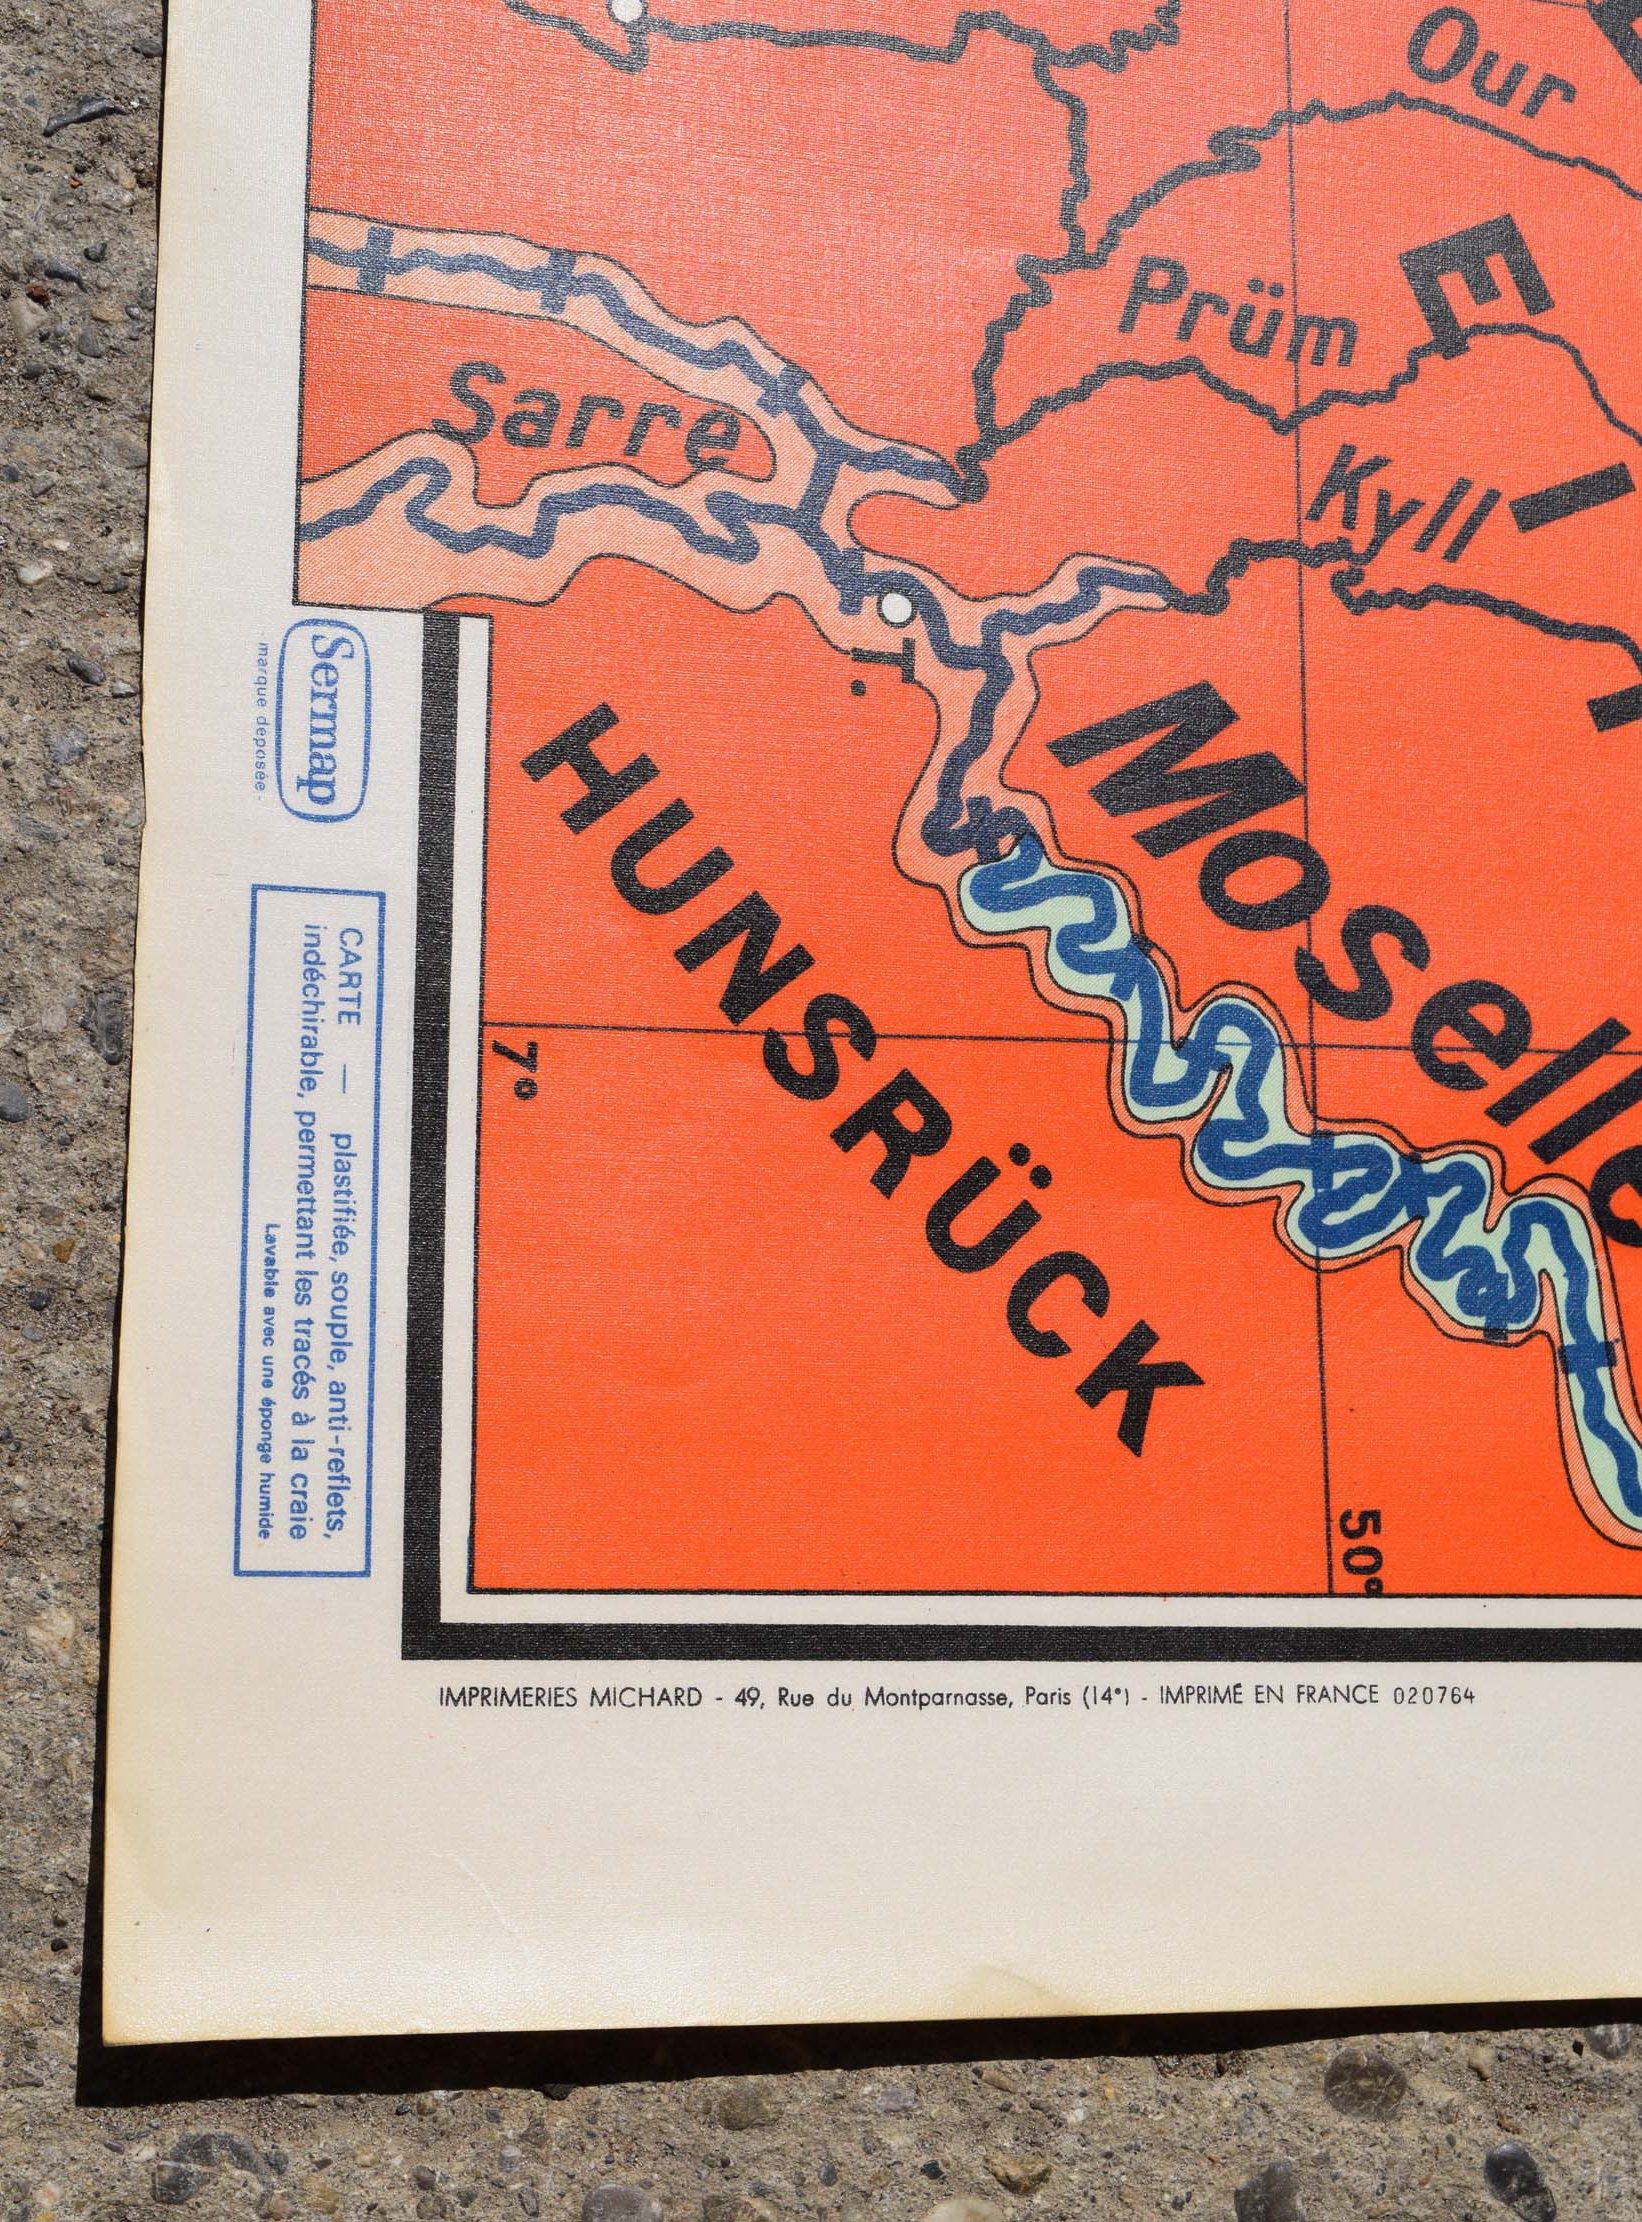 Our
Prüm
E
Sarre
Kyll
I
T.
HUNSRÜCK
Moselle
7°
50°
Sermap
marque déposée -
CARTE — plastifiée, souple, anti-reflets,
indéchirable, permettant les tracés à la craie
Lavable avec une éponge humide
IMPRIMERIES MICHARD - 49, Rue du Montparnasse, Paris (14e) - IMPRIMÉ EN FRANCE 020764